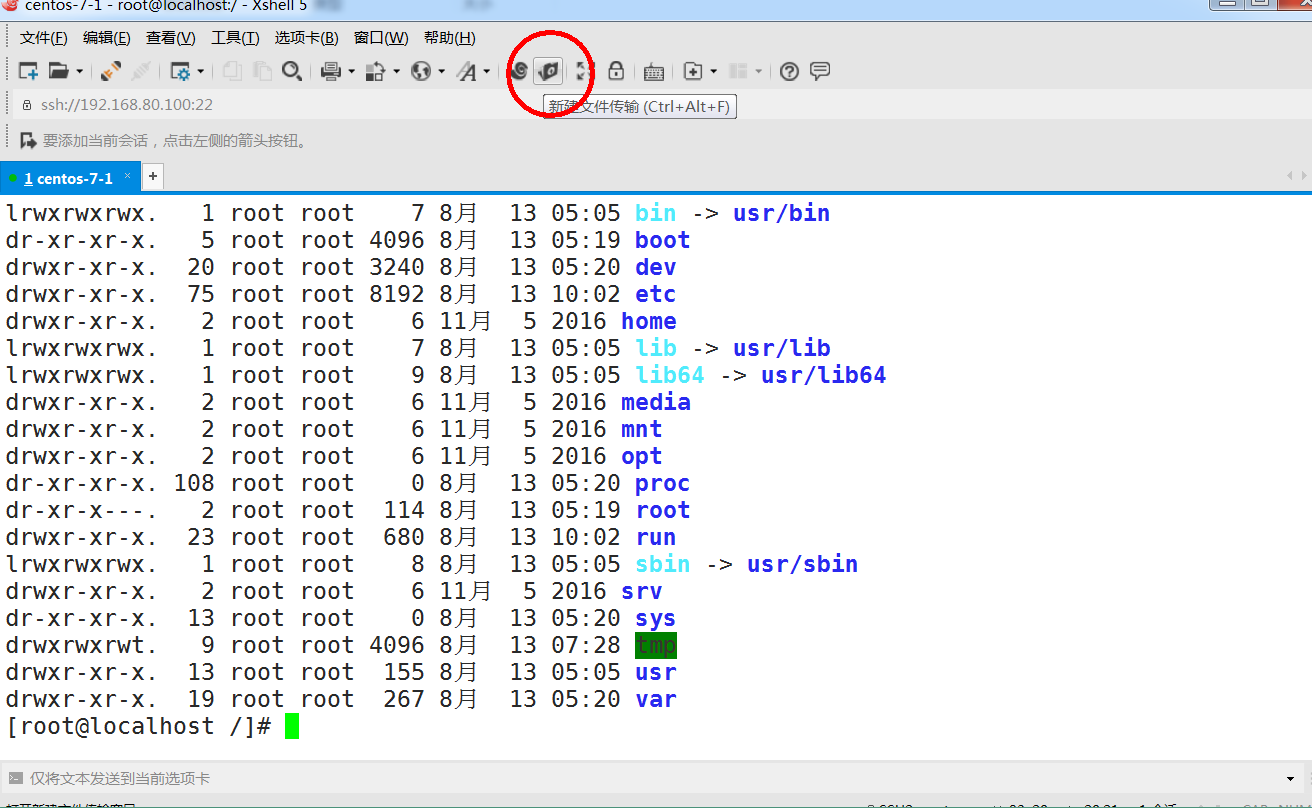 centos-7-1 - root@localhost:/ - Xshell 5
文件(F) 编辑(E) 查看(V) 工具(T) 选项卡(B) 窗口(W) 帮助(H)
ssh://192.168.80.100:22
新建文件传输 (Ctrl+Alt+F)
要添加当前会话，点击左侧的箭头按钮。
1 centos-7-1 × +
lrwxrwxrwx. 1 root root 7 8月 13 05:05 bin -> usr/bin
dr-xr-xr-x. 5 root root 4096 8月 13 05:19 boot
drwxr-xr-x. 20 root root 3240 8月 13 05:20 dev
drwxr-xr-x. 75 root root 8192 8月 13 10:02 etc
drwxr-xr-x. 2 root root 6 11月 5 2016 home
lrwxrwxrwx. 1 root root 7 8月 13 05:05 lib -> usr/lib
lrwxrwxrwx. 1 root root 9 8月 13 05:05 lib64 -> usr/lib64
drwxr-xr-x. 2 root root 6 11月 5 2016 media
drwxr-xr-x. 2 root root 6 11月 5 2016 mnt
drwxr-xr-x. 2 root root 6 11月 5 2016 opt
dr-xr-xr-x. 108 root root 0 8月 13 05:20 proc
dr-xr-x---. 2 root root 114 8月 13 05:19 root
drwxr-xr-x. 23 root root 680 8月 13 10:02 run
lrwxrwxrwx. 1 root root 8 8月 13 05:05 sbin -> usr/sbin
drwxr-xr-x. 2 root root 6 11月 5 2016 srv
dr-xr-xr-x. 13 root root 0 8月 13 05:20 sys
drwxrwxrwt. 9 root root 4096 8月 13 07:28 tmp
drwxr-xr-x. 13 root root 155 8月 13 05:05 usr
drwxr-xr-x. 19 root root 267 8月 13 05:20 var
[root@localhost /]#
仅将文本发送到当前选项卡